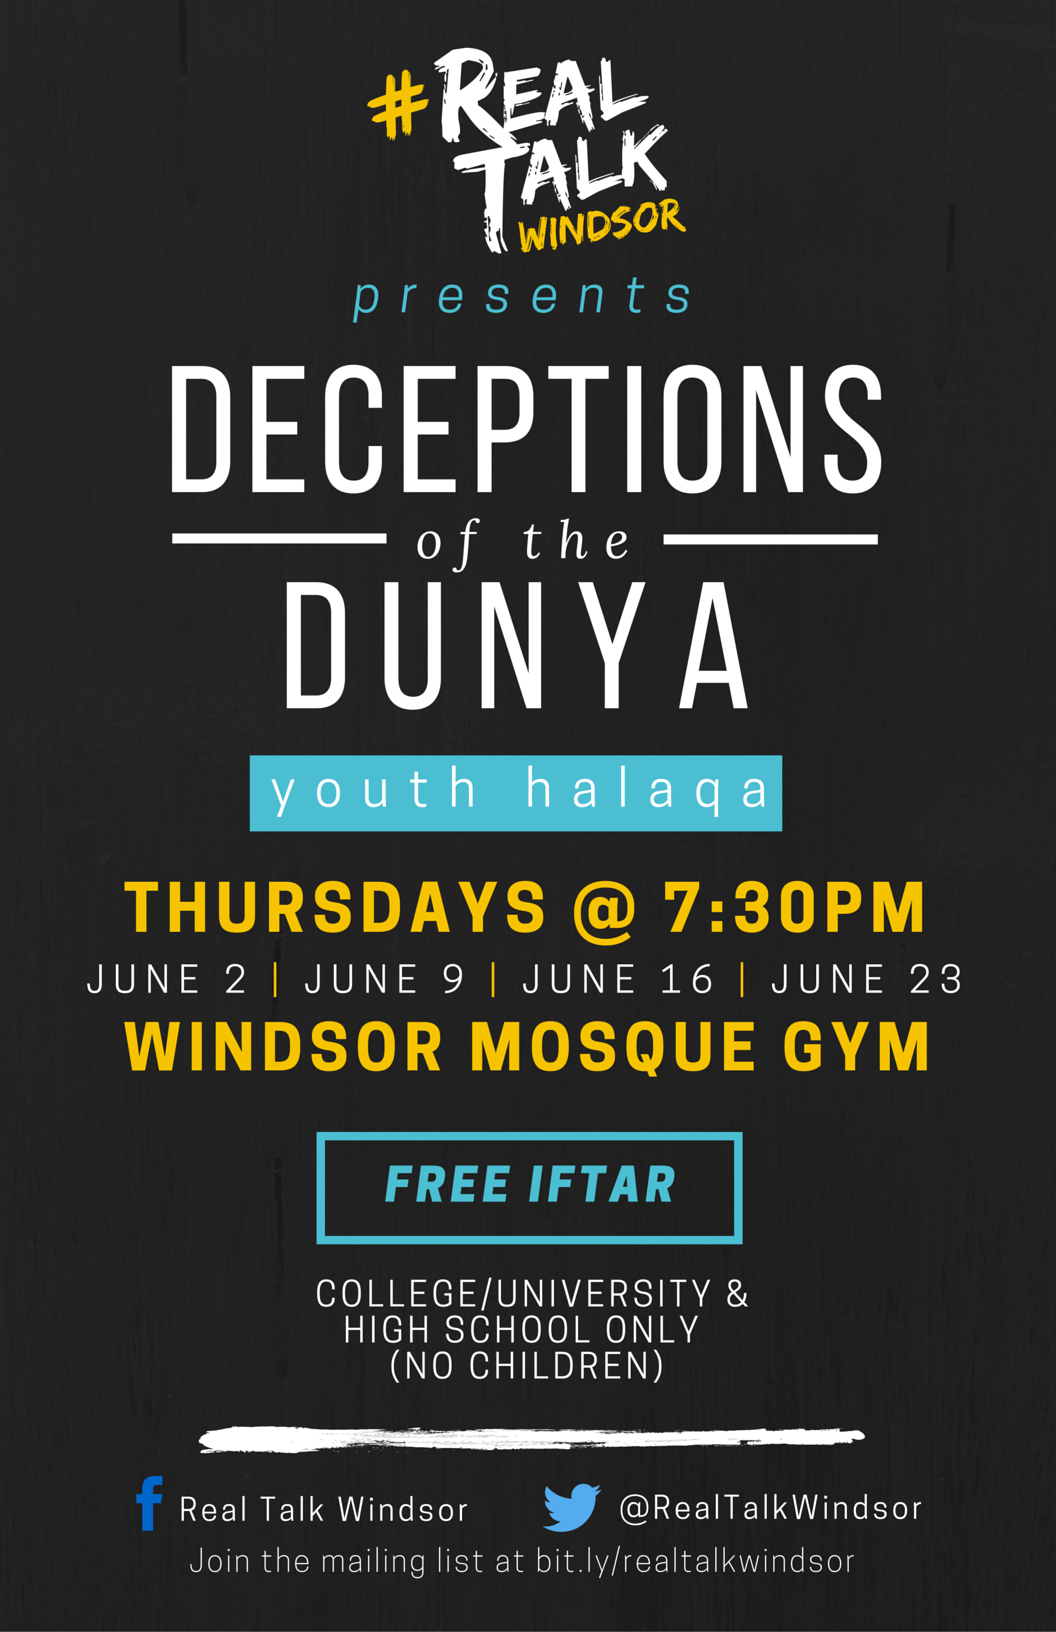 #REAL
TALK
WINDSOR
presents
DECEPTIONS
of the
DUNYA
youth halaqa
THURSDAYS @ 7:30PM
JUNE 2 | JUNE 9 | JUNE 16 | JUNE 23
WINDSOR MOSQUE GYM
FREE IFTAR
COLLEGE/UNIVERSITY &
HIGH SCHOOL ONLY
(NO CHILDREN)
f Real Talk Windsor @RealTalkWindsor
Join the mailing list at bit.ly/realtalkwindsor